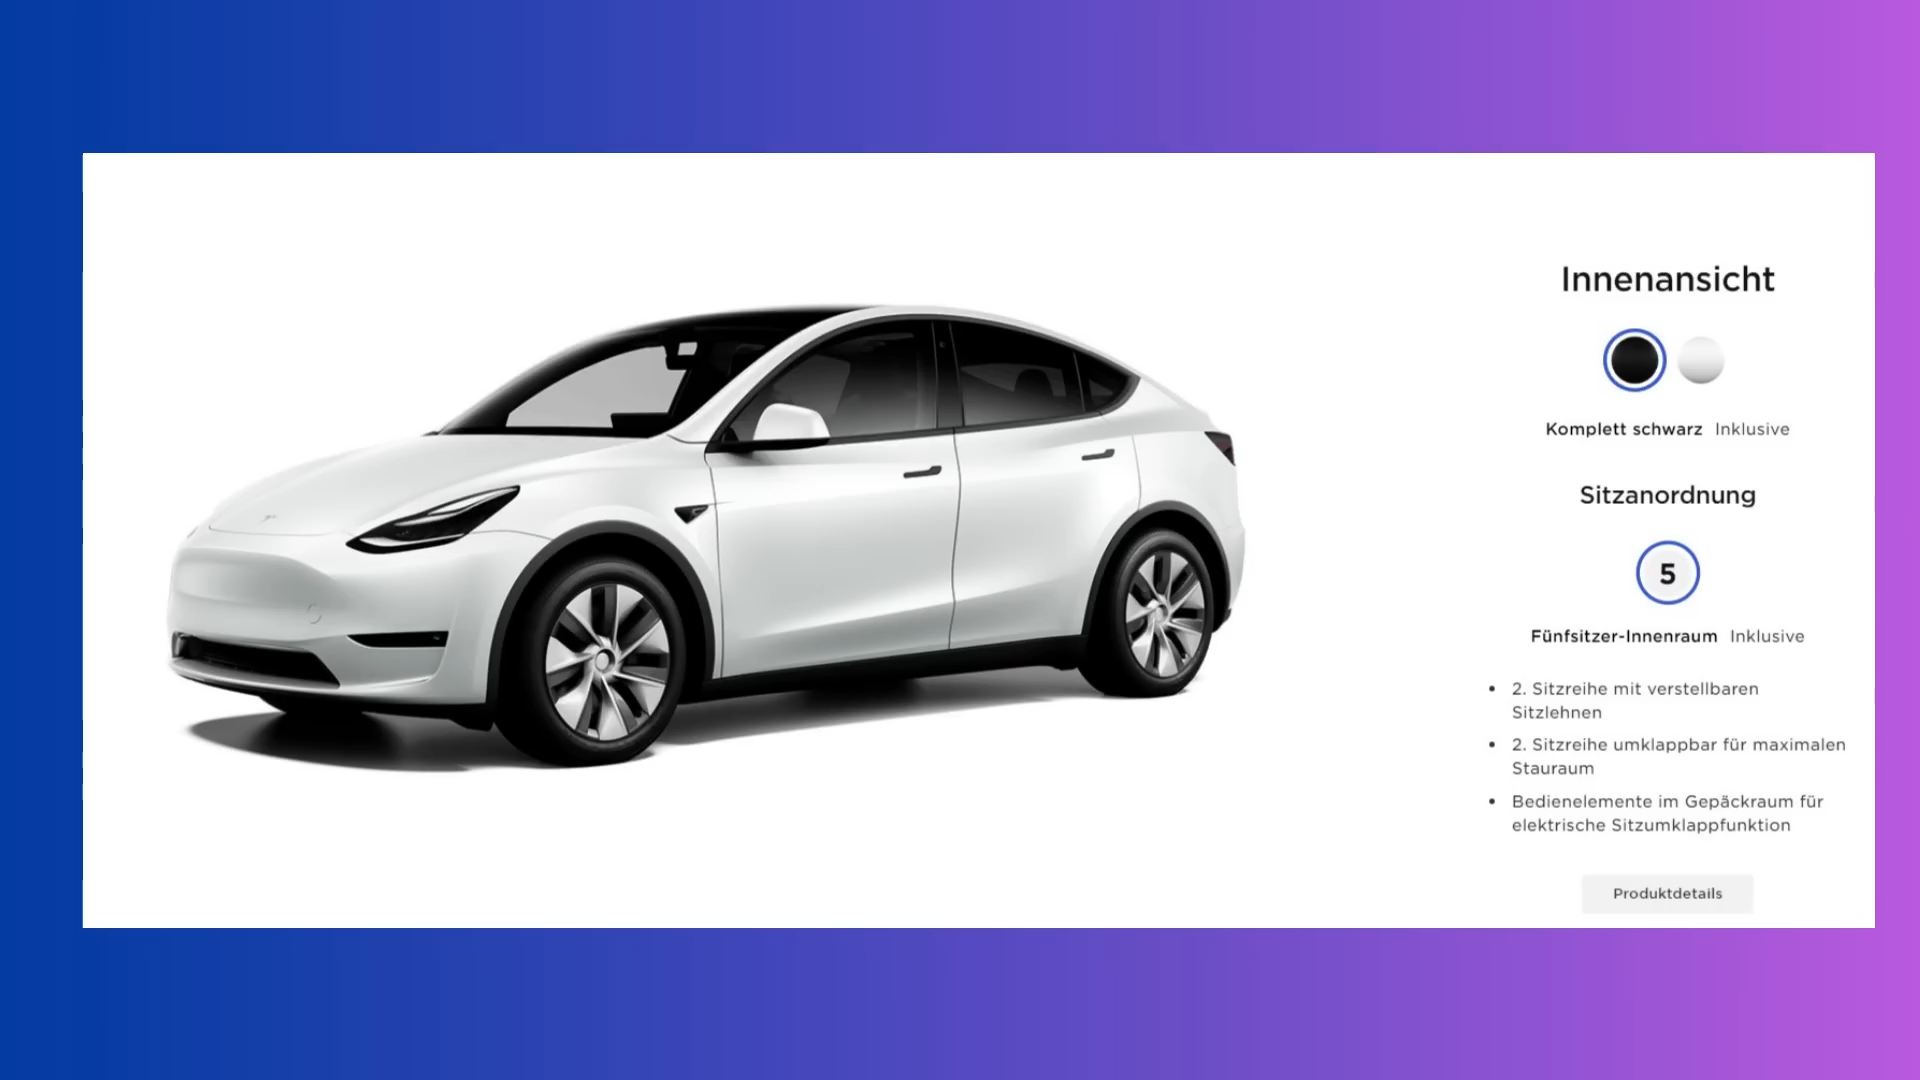 Innenansicht
Komplett schwarz Inklusive
Sitzanordnung
5
Fünfsitzer-Innenraum Inklusive
• 2. Sitzreihe mit verstellbaren
Sitzlehnen
• 2. Sitzreihe umklappbar für maximalen
Stauraum
• Bedienelemente im Gepäckraum für
elektrische Sitzumklappfunktion
Produktdetails